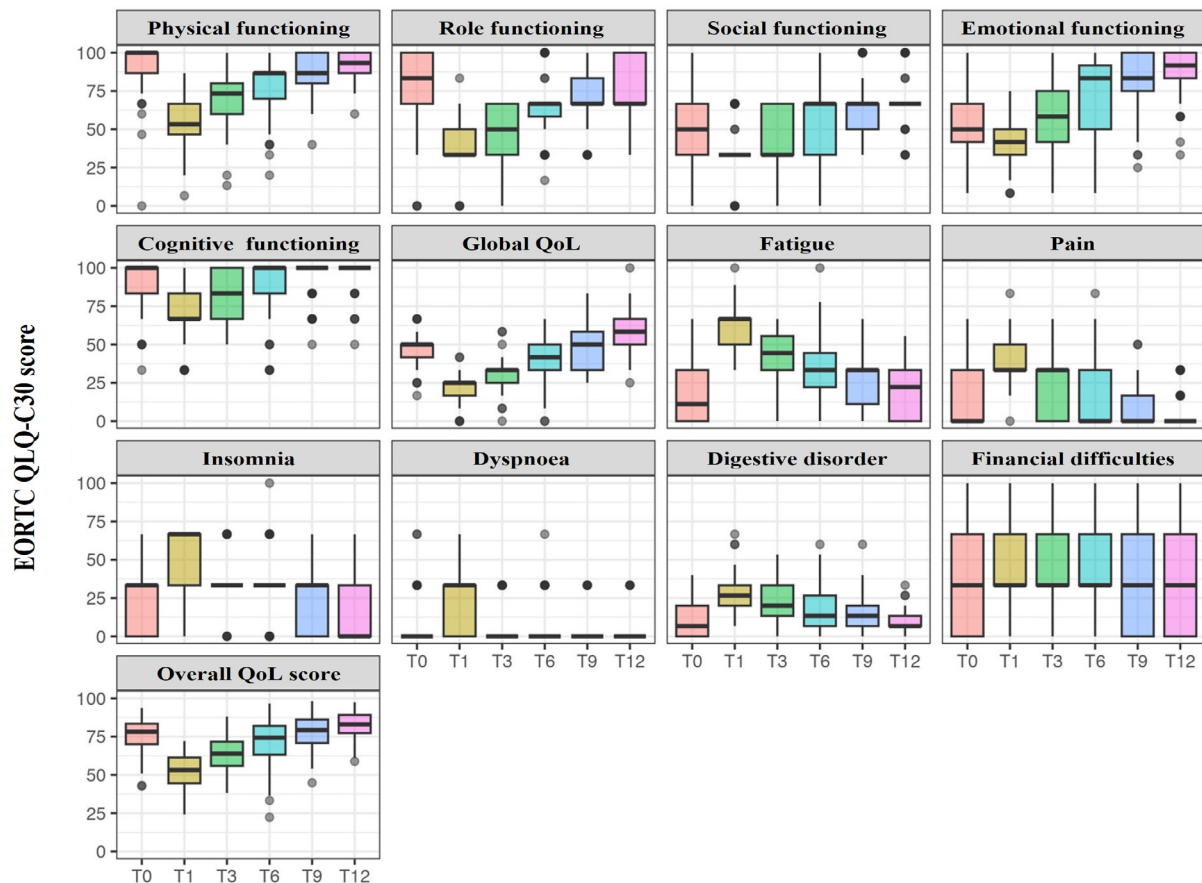 Physical functioning Role functioning Social functioning Emotional functioning
100
75
50
25
0
Cognitive functioning Global QoL Fatigue Pain
100
75
50
25
0
EORTC QLQ-C30 score
Insomnia Dyspnoea Digestive disorder Financial difficulties
100
75
50
25
0
T0 T1 T3 T6 T9 T12 T0 T1 T3 T6 T9 T12 T0 T1 T3 T6 T9 T12
Overall QoL score
100
75
50
25
0
T0 T1 T3 T6 T9 T12